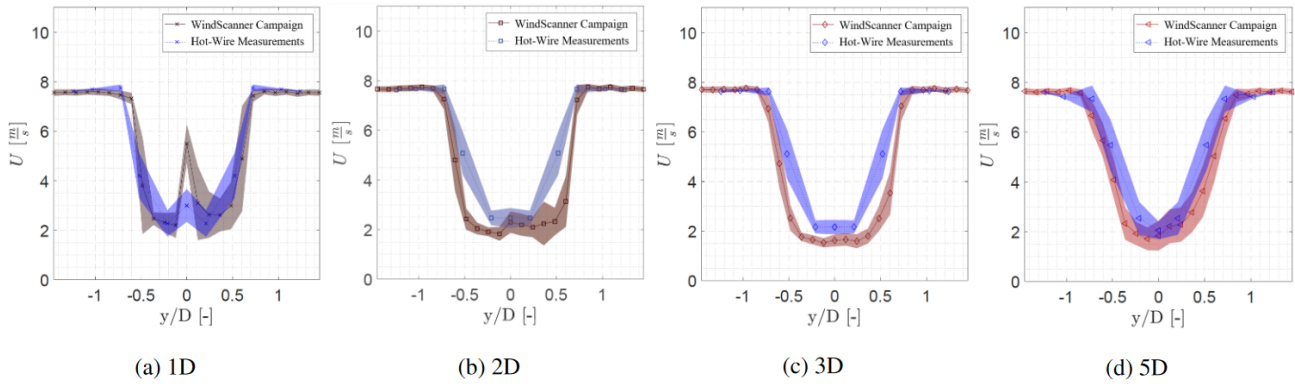 WindScanner Campaign
Hot-Wire Measurements
U [m/s]
10
8
6
4
2
0
-1 -0.5 0 0.5 1
y/D [-]
(a) 1D
WindScanner Campaign
Hot-Wire Measurements
U [m/s]
10
8
6
4
2
0
-1 -0.5 0 0.5 1
y/D [-]
(b) 2D
WindScanner Campaign
Hot-Wire Measurements
U [m/s]
10
8
6
4
2
0
-1 -0.5 0 0.5 1
y/D [-]
(c) 3D
WindScanner Campaign
Hot-Wire Measurements
U [m/s]
10
8
6
4
2
0
-1 -0.5 0 0.5 1
y/D [-]
(d) 5D